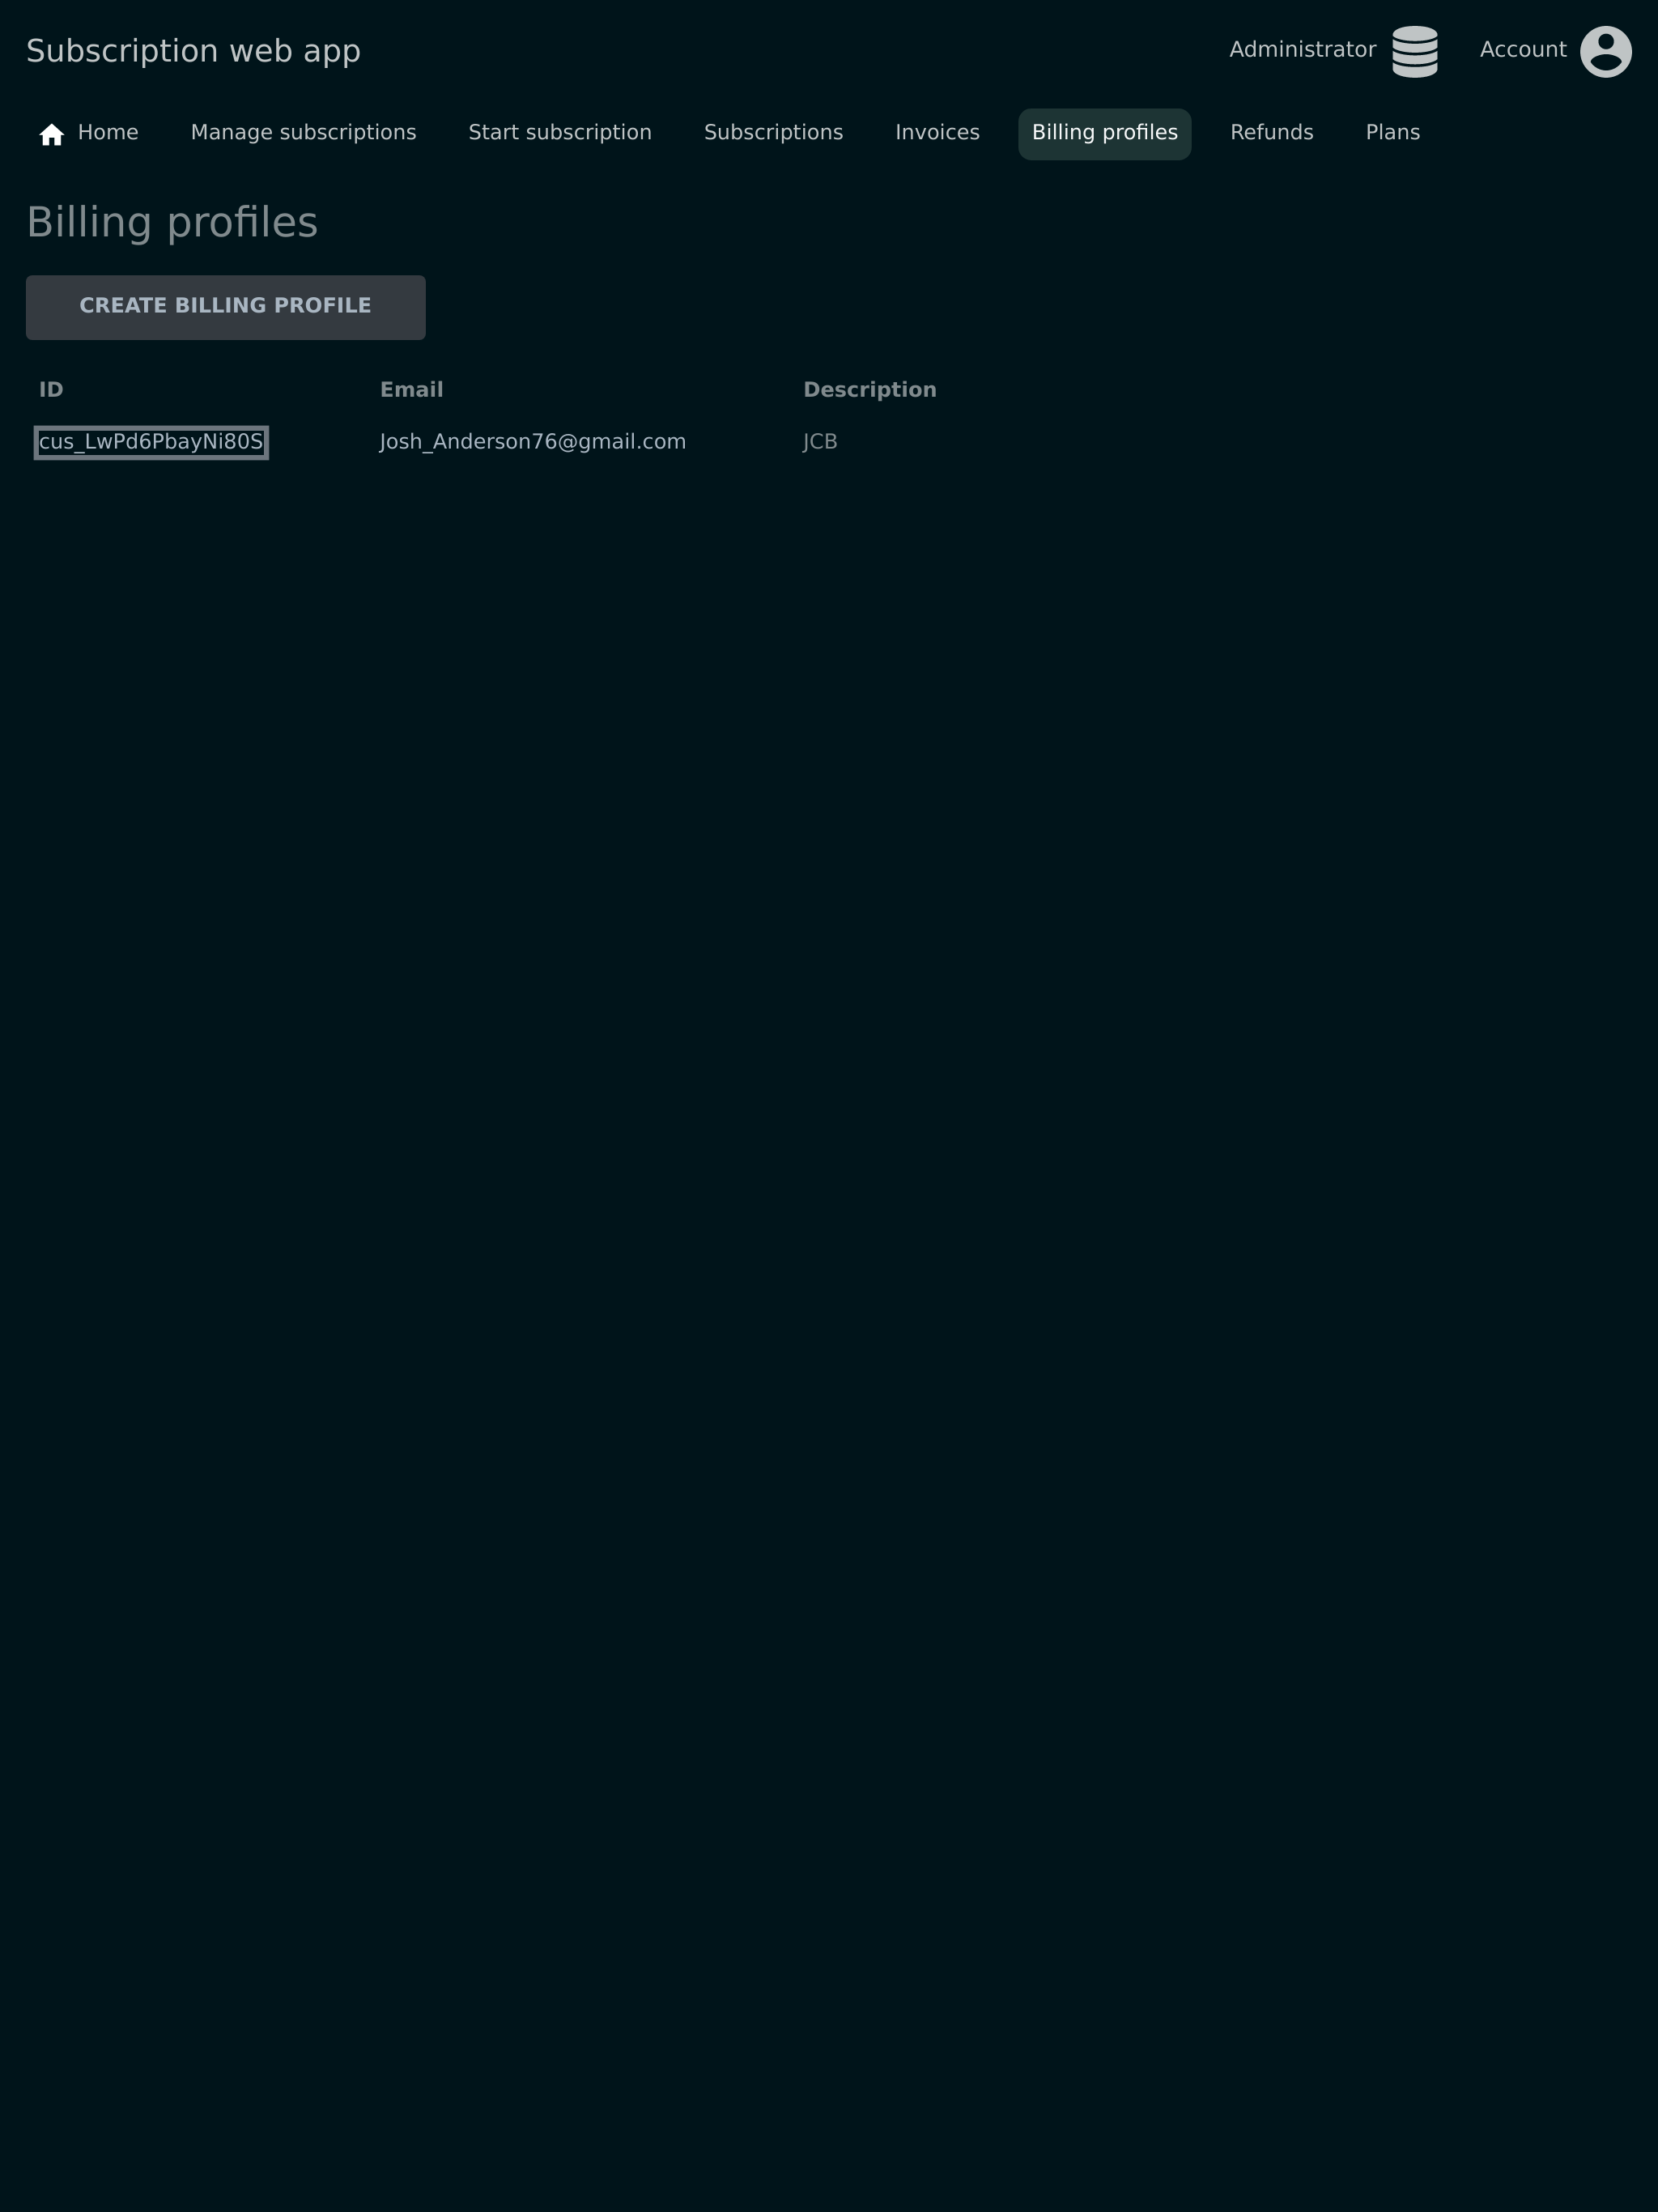 Subscription web app
Administrator
Account
Home
Manage subscriptions
Start subscription
Subscriptions
Invoices
Billing profiles
Refunds
Plans
Billing profiles
CREATE BILLING PROFILE
ID Email Description
cus_LwPd6PbayNi80S Josh_Anderson76@gmail.com JCB